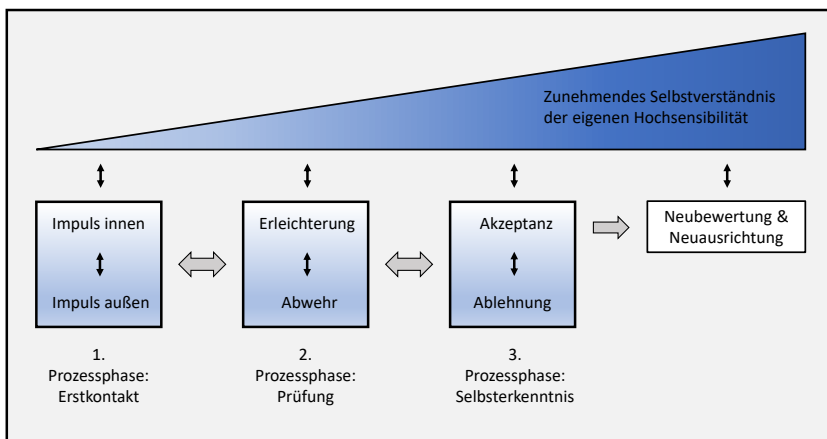 Zunehmendes Selbstverständnis
der eigenen Hochsensibilität
Impuls innen
Impuls außen
Erleichterung
Abwehr
Akzeptanz
Ablehnung
Neubewertung &
Neuausrichtung
1.
Prozessphase:
Erstkontakt
2.
Prozessphase:
Prüfung
3.
Prozessphase:
Selbsterkenntnis